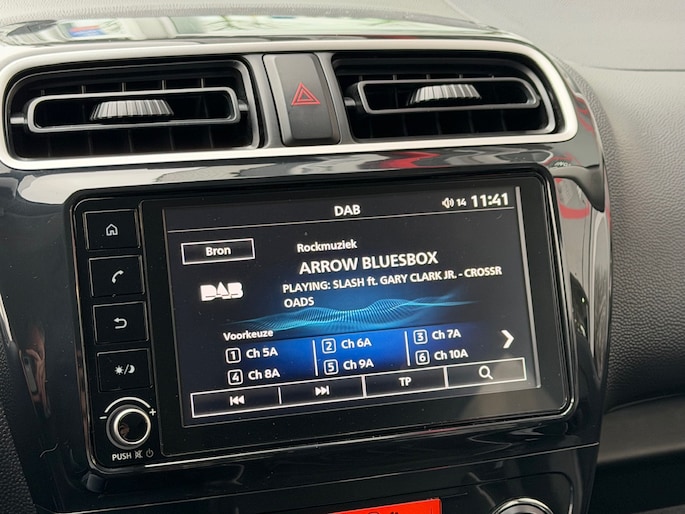 DAB
14 11:41
Bron
Rockmuziek
ARROW BLUESBOX
DAB
PLAYING: SLASH ft. GARY CLARK JR. - CROSSR
OADS
Voorkeuze
1 Ch 5A
2 Ch 6A
3 Ch 7A
4 Ch 8A
5 Ch 9A
6 Ch 10A
TP
PUSH